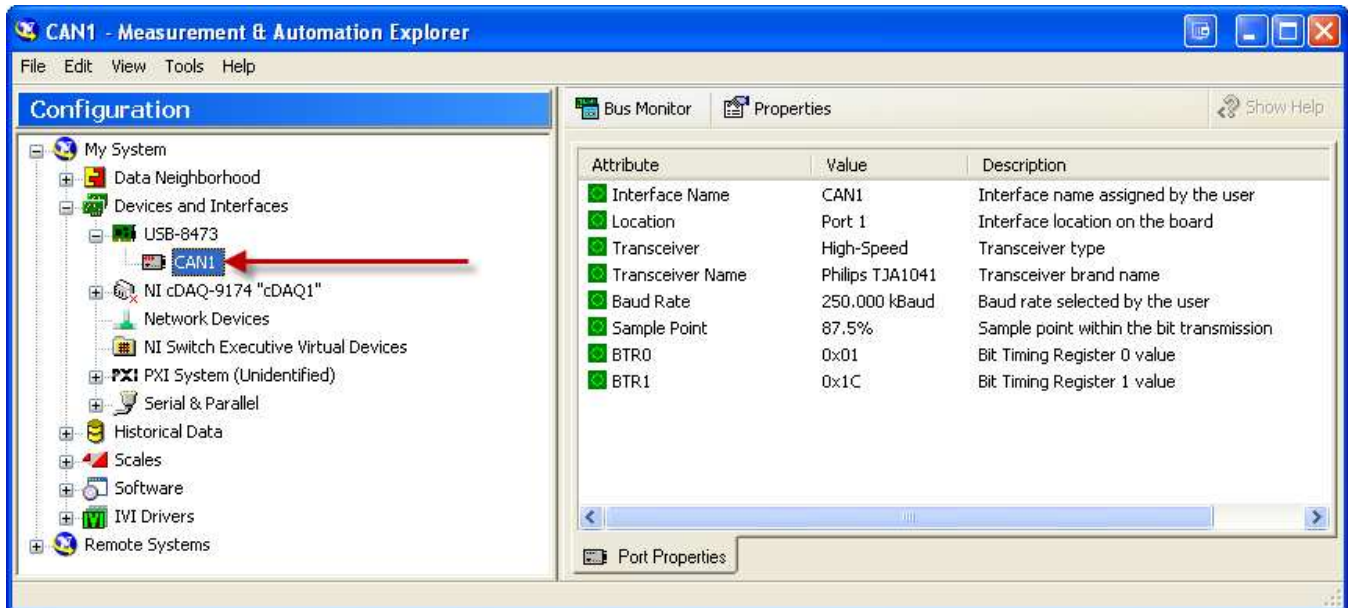 CAN1 - Measurement & Automation Explorer
File Edit View Tools Help
Configuration
My System
Data Neighborhood
Devices and Interfaces
USB-8473
CAN1
NI cDAQ-9174 "cDAQ1"
Network Devices
NI Switch Executive Virtual Devices
PXI PXI System (Unidentified)
Serial & Parallel
Historical Data
Scales
Software
IVI Drivers
Remote Systems
Bus Monitor Properties Show Help
Attribute Value Description
Interface Name CAN1 Interface name assigned by the user
Location Port 1 Interface location on the board
Transceiver High-Speed Transceiver type
Transceiver Name Philips TJA1041 Transceiver brand name
Baud Rate 250.000 kBaud Baud rate selected by the user
Sample Point 87.5% Sample point within the bit transmission
BTR0 0x01 Bit Timing Register 0 value
BTR1 0x1C Bit Timing Register 1 value
Port Properties